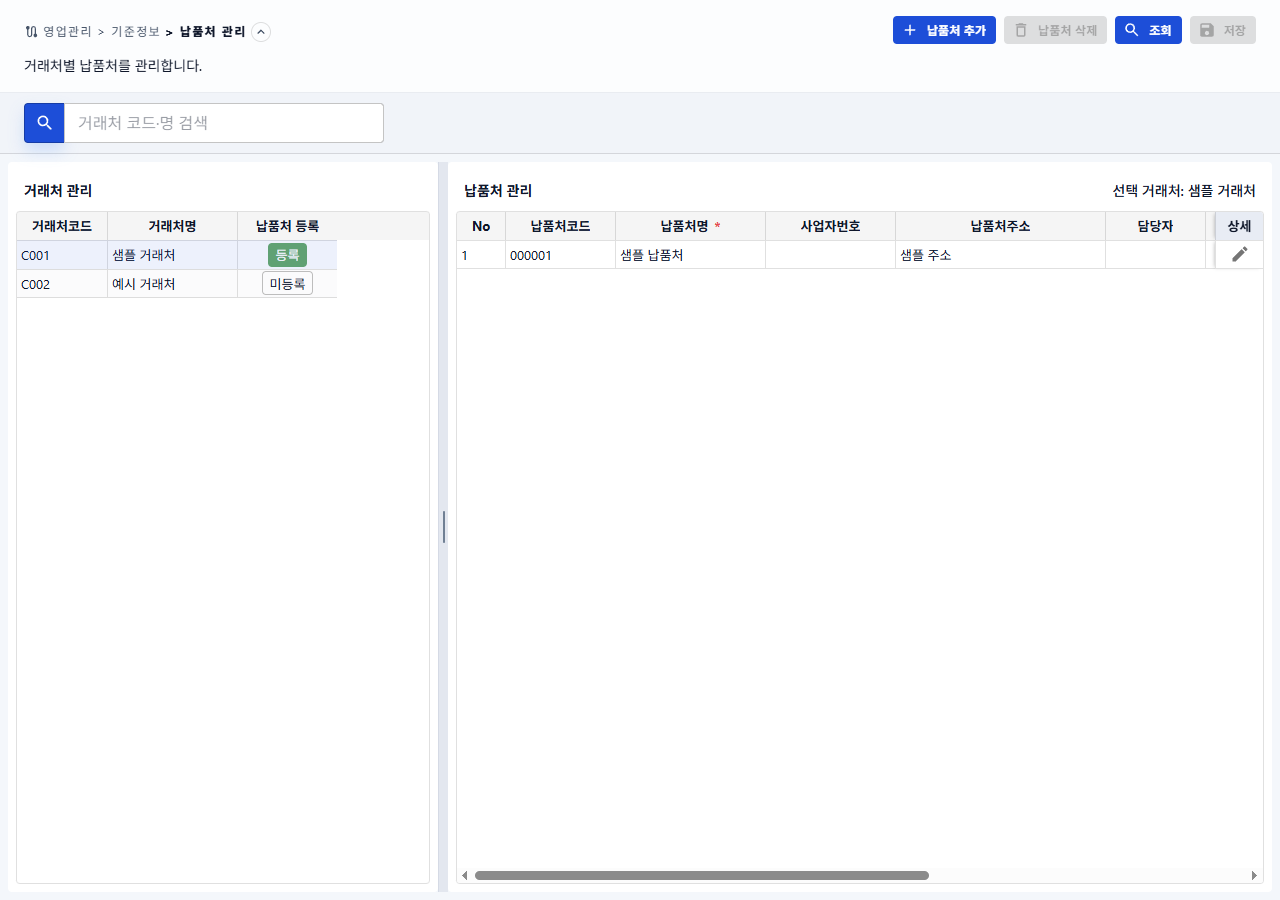 영업관리 > 기준정보 > 납품처 관리
납품처 추가
납품처 삭제
조회
저장
거래처별 납품처를 관리합니다.
거래처 코드·명 검색
거래처 관리
거래처코드 거래처명 납품처 등록
C001 샘플 거래처 등록
C002 예시 거래처 미등록
납품처 관리
선택 거래처: 샘플 거래처
No 납품처코드 납품처명 * 사업자번호 납품처주소 담당자 상세
1 000001 샘플 납품처 샘플 주소